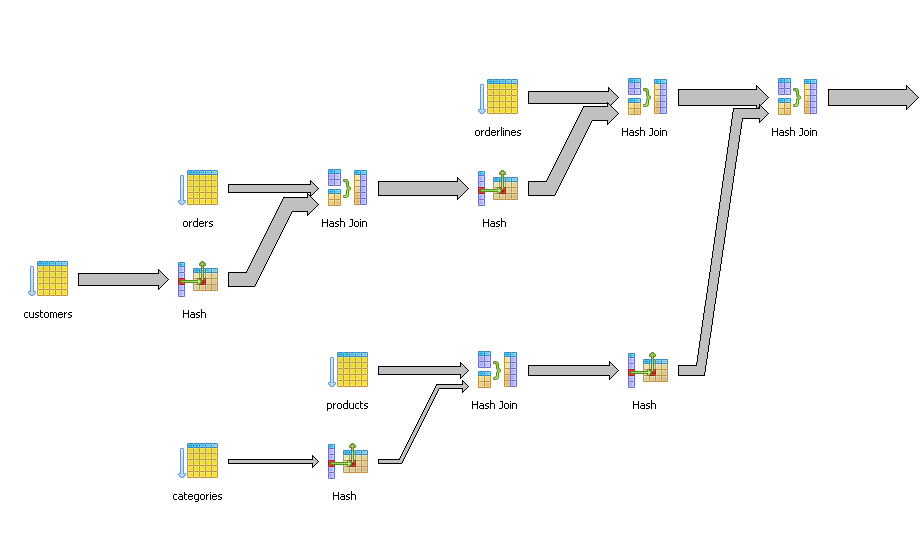 orderlines
Hash Join
Hash Join
orders
Hash Join
Hash
customers
Hash
products
Hash Join
Hash
categories
Hash